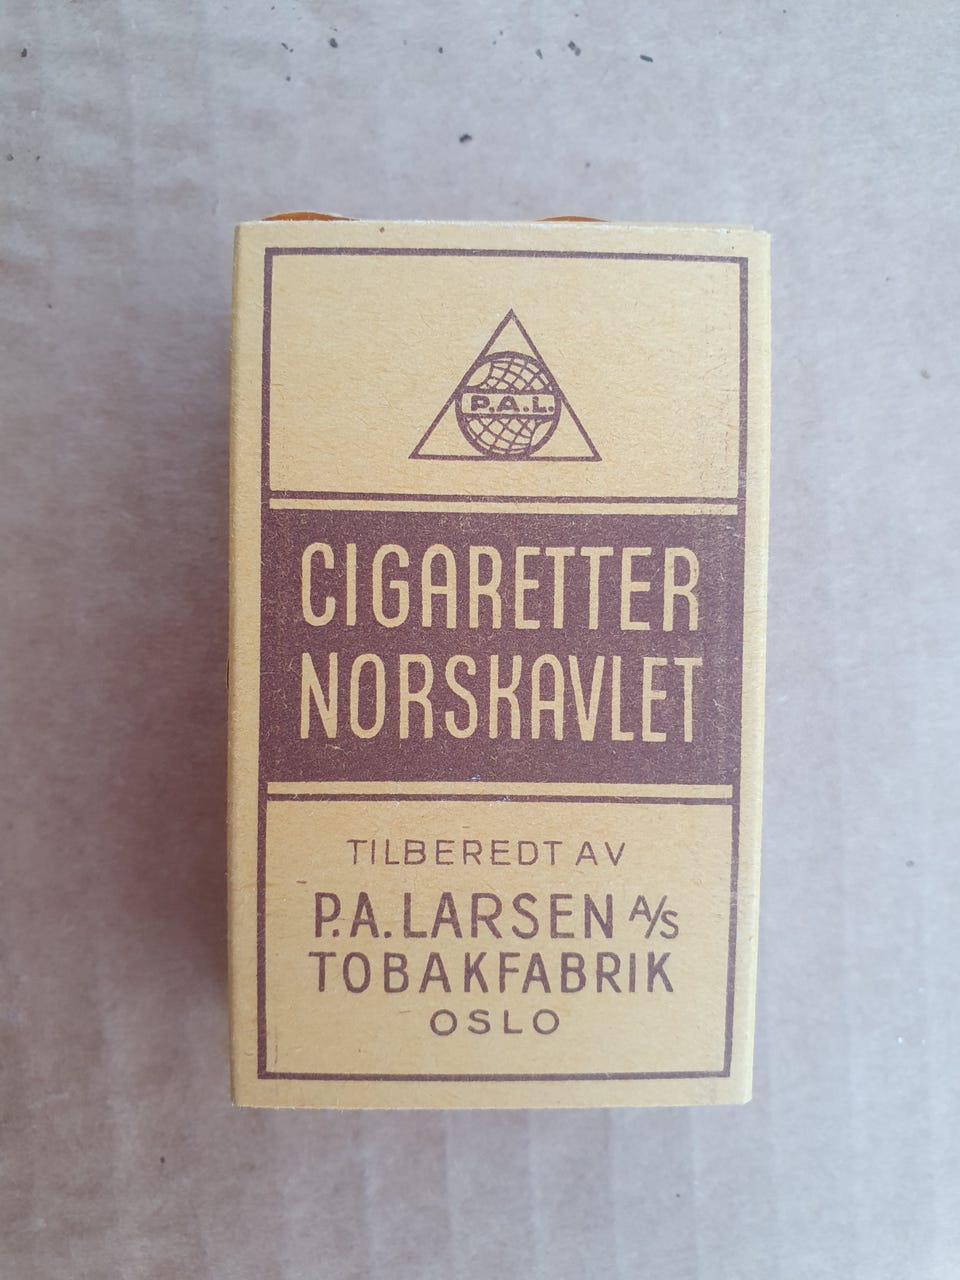 P.A.L.
CIGARETTER
NORSKAVLET
TILBEREDT AV
P.A. LARSEN A/S
TOBAKFABRIK
OSLO